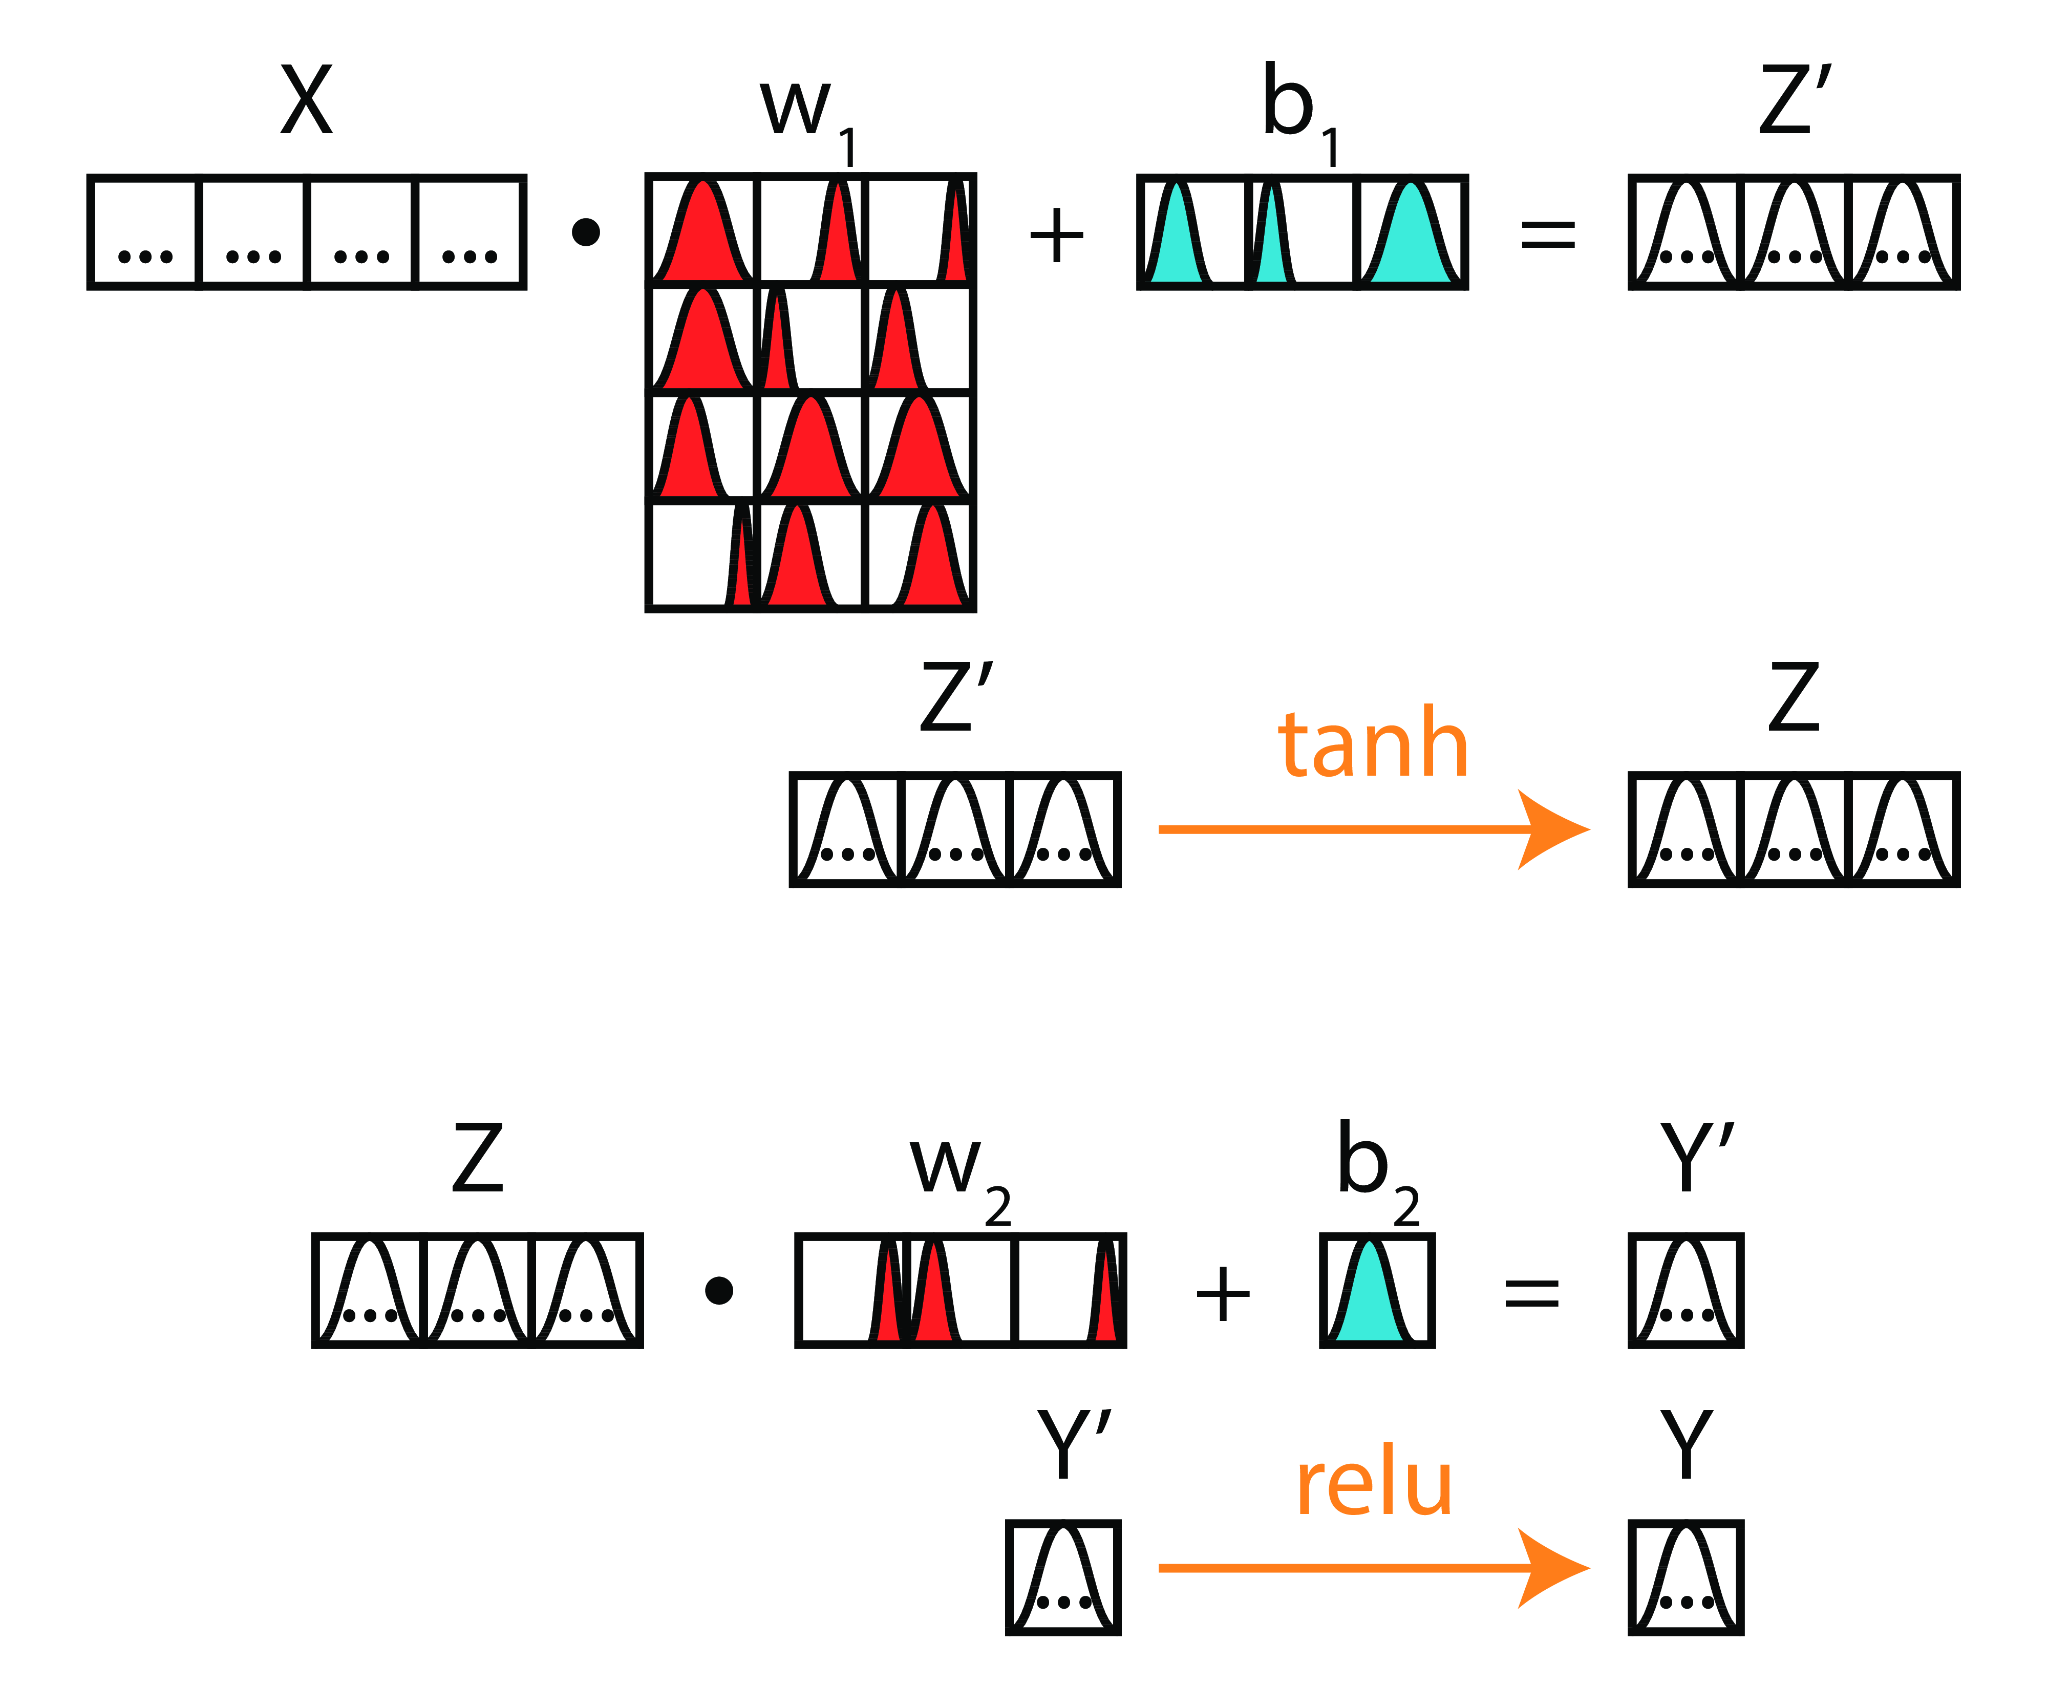 X w₁ b₁ Z’
... ... ... ... • + = ... ... ...
Z’ tanh Z
... ... ... ... ... ...
Z w₂ b₂ Y’
... ... ... • + = ...
Y’ relu Y
... ...